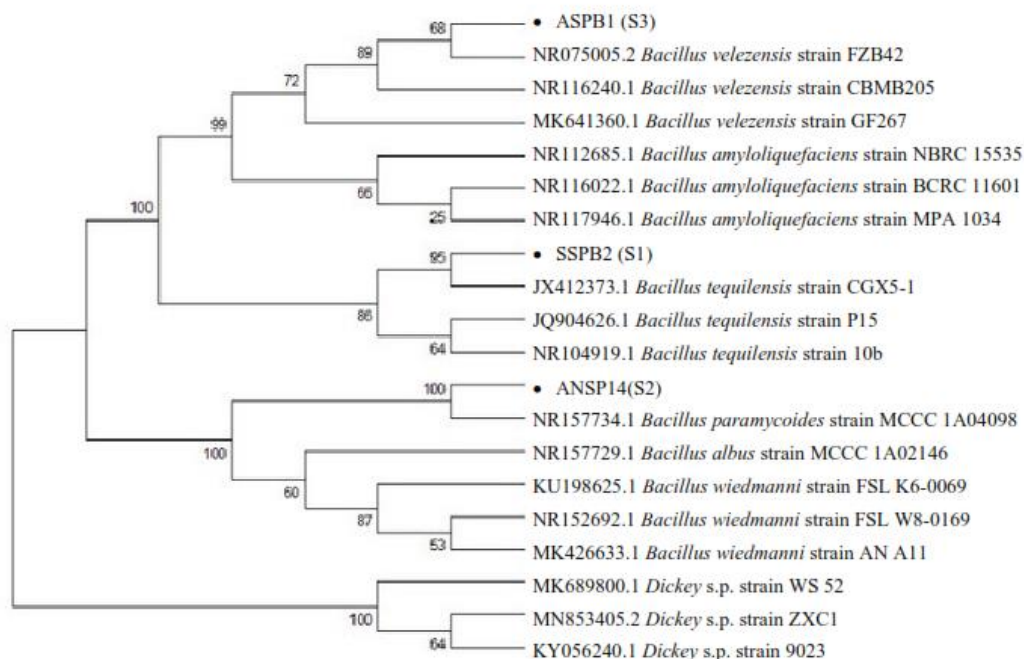 68
• ASPB1 (S3)
89
NR075005.2 Bacillus velezensis strain FZB42
72
NR116240.1 Bacillus velezensis strain CBMB205
99
MK641360.1 Bacillus velezensis strain GF267
NR112685.1 Bacillus amyloliquefaciens strain NBRC 15535
66
NR116022.1 Bacillus amyloliquefaciens strain BCRC 11601
100
25
NR117946.1 Bacillus amyloliquefaciens strain MPA 1034
95
• SSPB2 (S1)
JX412373.1 Bacillus tequilensis strain CGX5-1
86
JQ904626.1 Bacillus tequilensis strain P15
64
NR104919.1 Bacillus tequilensis strain 10b
100
• ANSP14(S2)
NR157734.1 Bacillus paramycoides strain MCCC 1A04098
100
NR157729.1 Bacillus albus strain MCCC 1A02146
60
KU198625.1 Bacillus wiedmanni strain FSL K6-0069
87
NR152692.1 Bacillus wiedmanni strain FSL W8-0169
53
MK426633.1 Bacillus wiedmanni strain AN A11
MK689800.1 Dickey s.p. strain WS 52
100
MN853405.2 Dickey s.p. strain ZXC1
64
KY056240.1 Dickey s.p. strain 9023